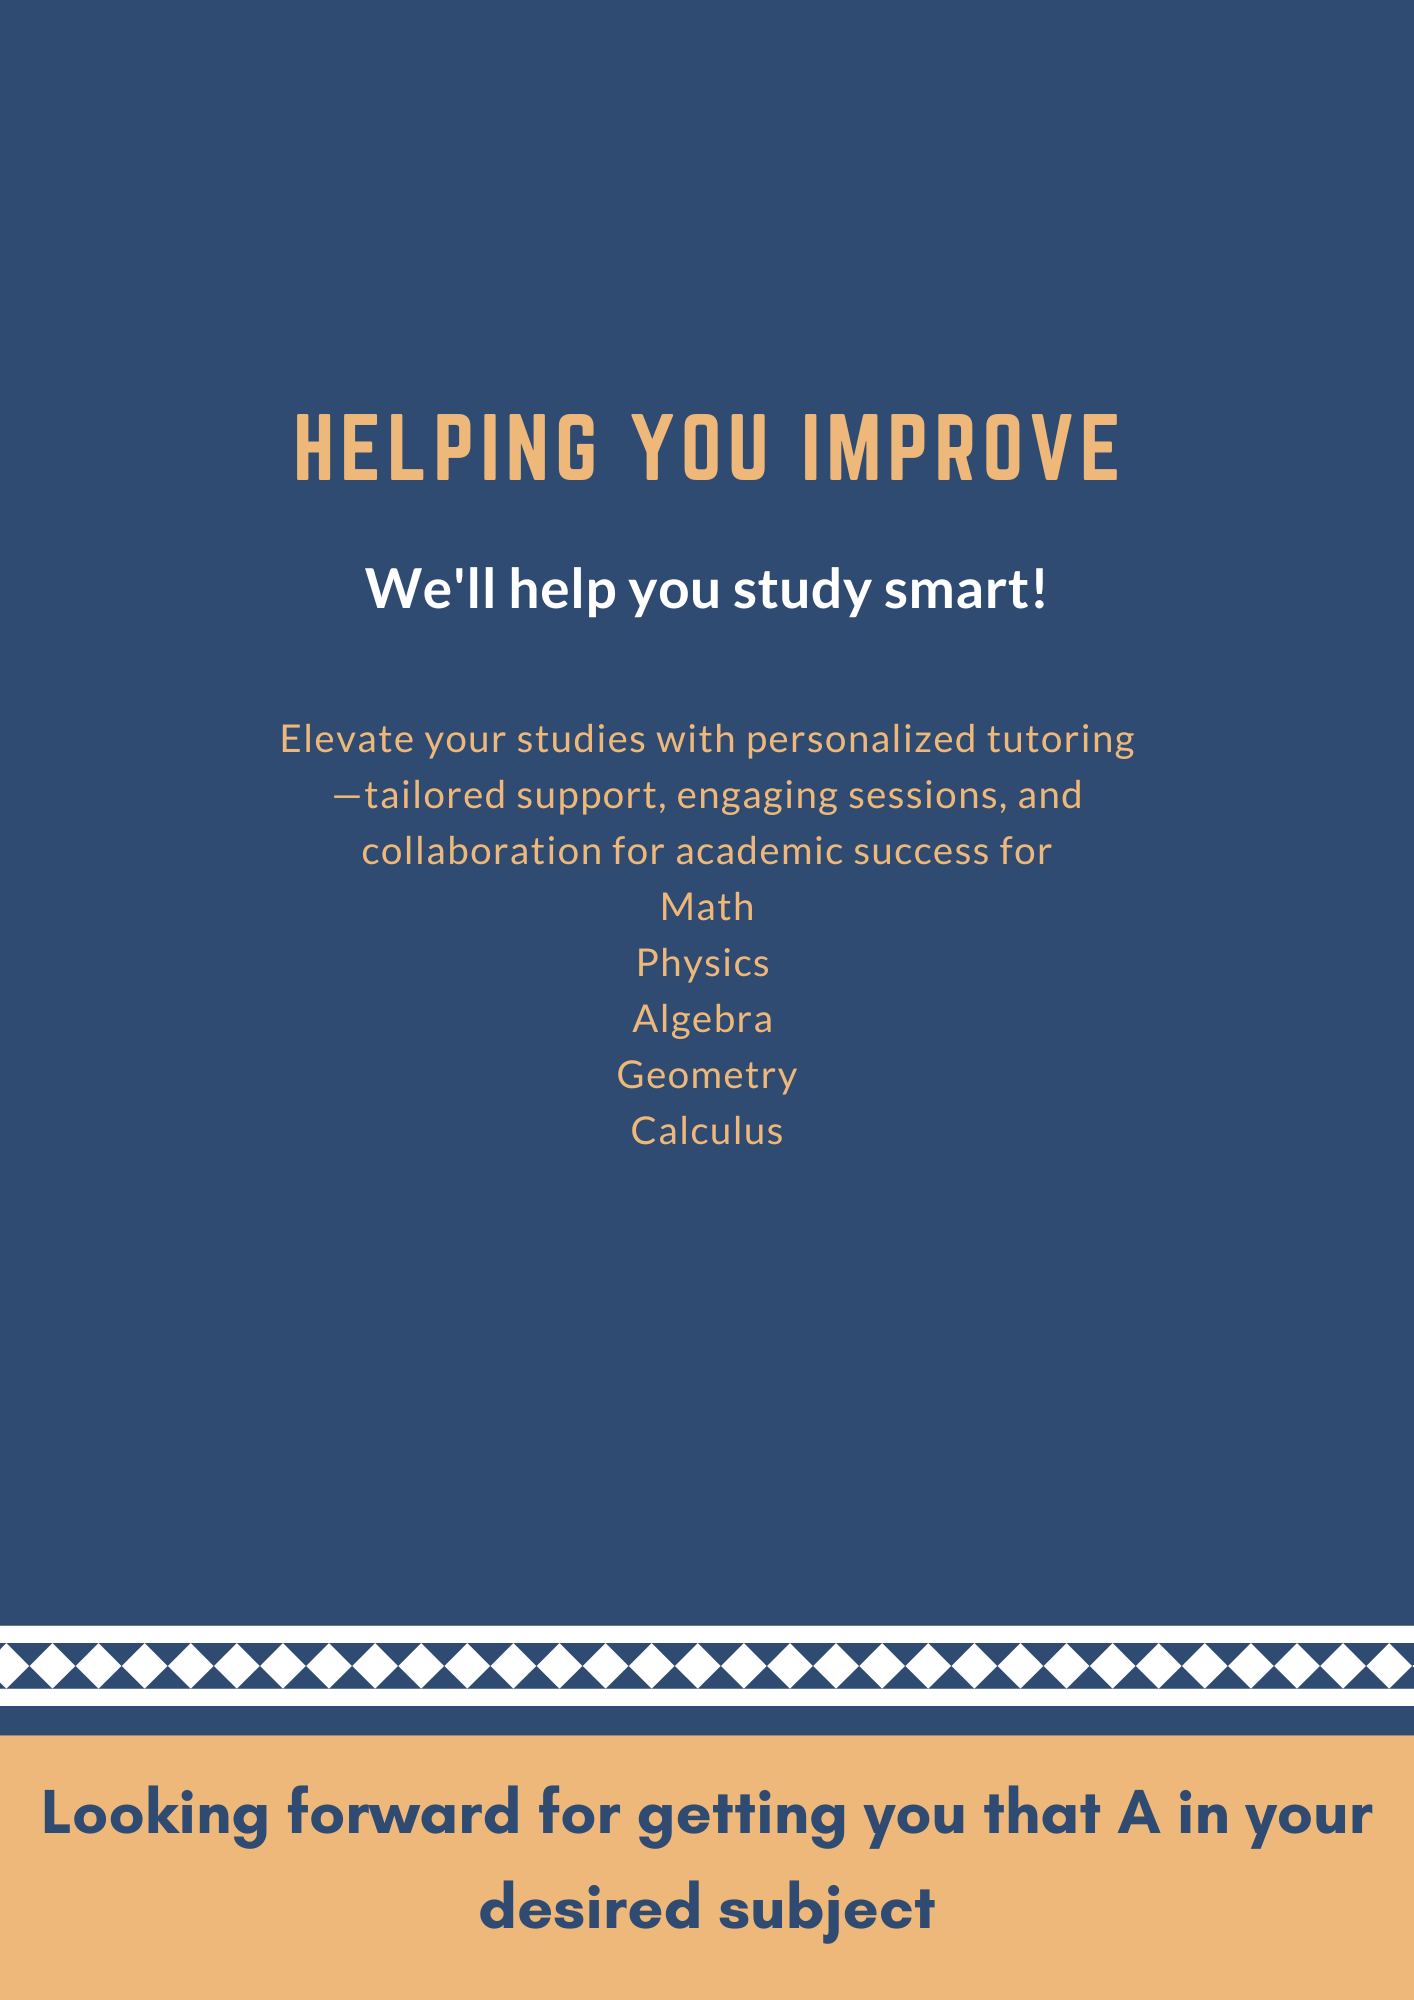 HELPING YOU IMPROVE
We'll help you study smart!
Elevate your studies with personalized tutoring
—tailored support, engaging sessions, and
collaboration for academic success for
Math
Physics
Algebra
Geometry
Calculus
Looking forward for getting you that A in your
desired subject